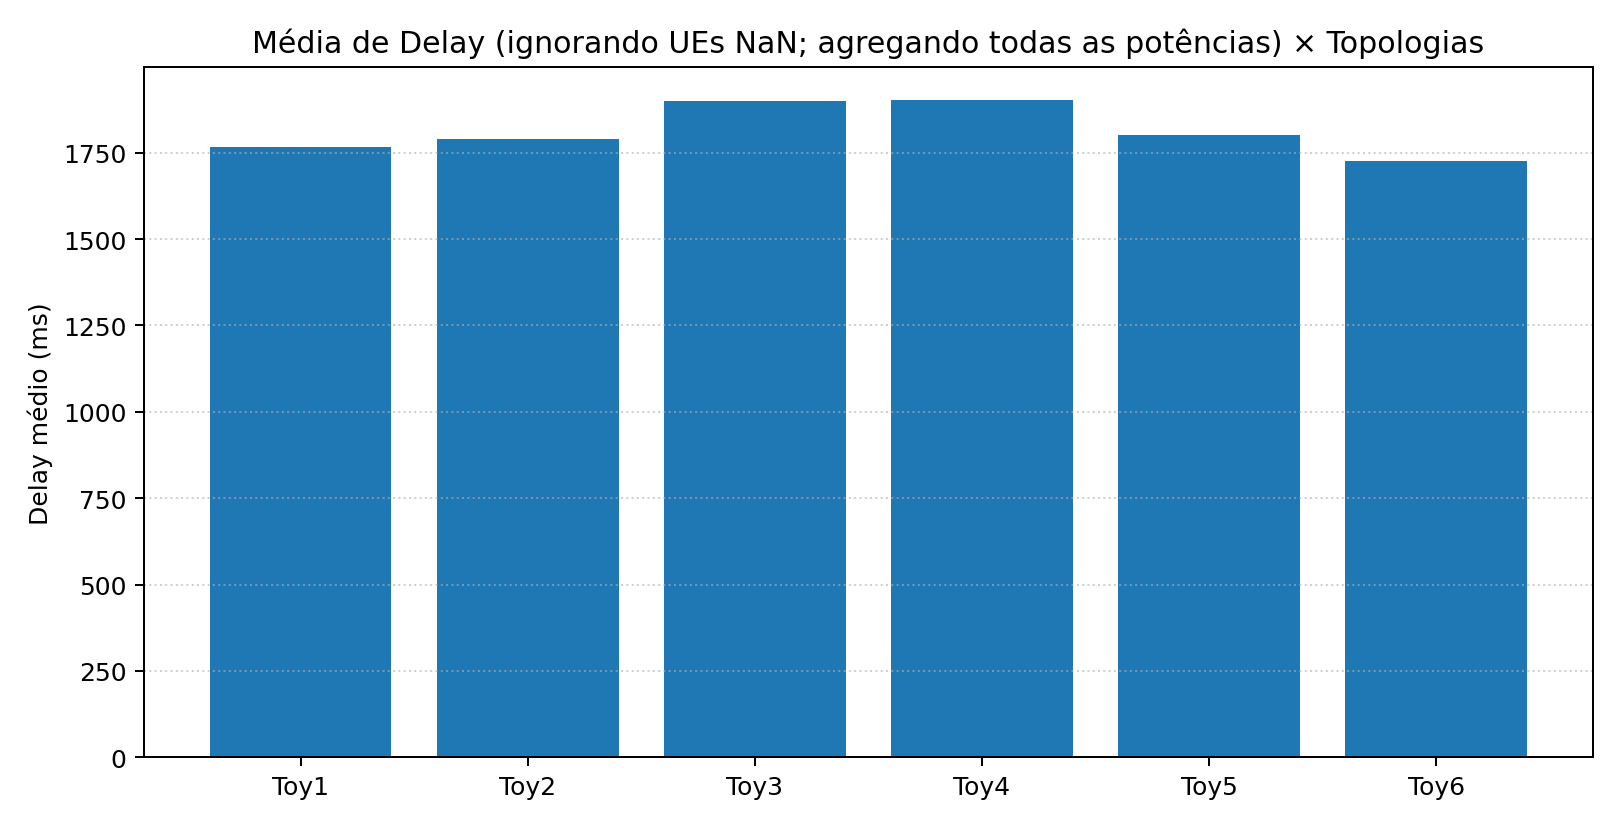 Média de Delay (ignorando UEs NaN; agregando todas as potências) × Topologias
Delay médio (ms)
1750
1500
1250
1000
750
500
250
0
Toy1 Toy2 Toy3 Toy4 Toy5 Toy6